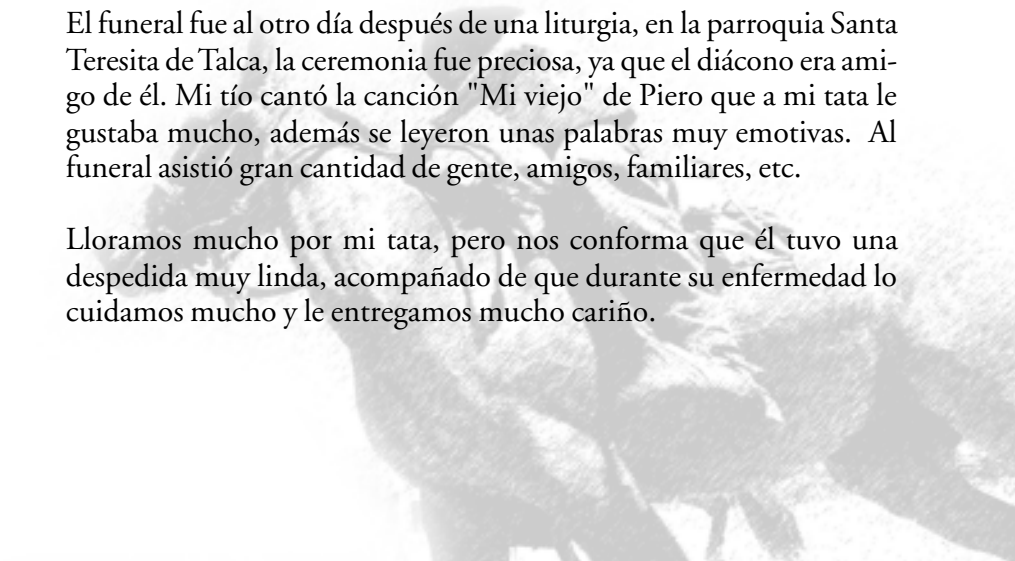 El funeral fue al otro día después de una liturgia, en la parroquia Santa
Teresita de Talca, la ceremonia fue preciosa, ya que el diácono era ami-
go de él. Mi tío cantó la canción "Mi viejo" de Piero que a mi tata le
gustaba mucho, además se leyeron unas palabras muy emotivas.  Al
funeral asistió gran cantidad de gente, amigos, familiares, etc.

Lloramos mucho por mi tata, pero nos conforma que él tuvo una
despedida muy linda, acompañado de que durante su enfermedad lo
cuidamos mucho y le entregamos mucho cariño.